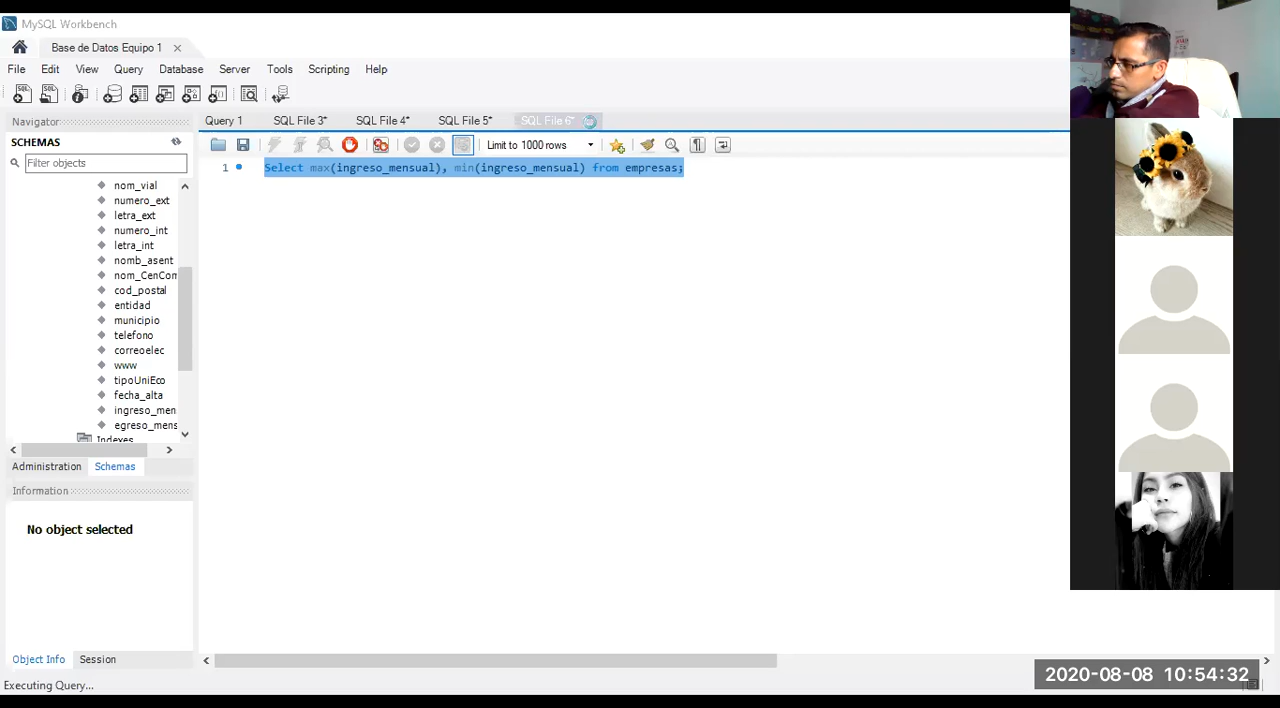 MySQL Workbench
Base de Datos Equipo 1
File Edit View Query Database Server Tools Scripting Help
Navigator
Query 1 SQL File 3* SQL File 4* SQL File 5* SQL File 6*
SCHEMAS
Limit to 1000 rows
Filter objects
1 Select max(ingreso_mensual), min(ingreso_mensual) from empresas;
nom_vial
numero_ext
letra_ext
numero_int
letra_int
nomb_asent
nom_CenCom
cod_postal
entidad
municipio
telefono
correoelec
www
tipoUniEco
fecha_alta
ingreso_men
egreso_mens
Indexes
Administration Schemas
Information
No object selected
Object Info Session
Executing Query...
2020-08-08 10:54:32